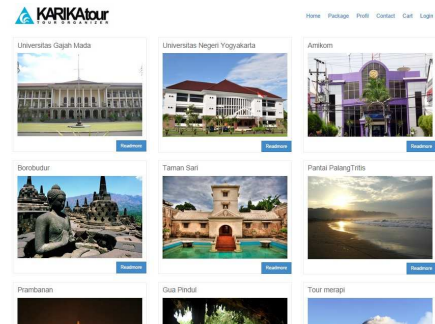 KARIKAtour
TOUR ORGANIZER
Home Package Profil Contact Cart Login
Universitas Gajah Mada
Universitas Negeri Yogyakarta
Amikom
Readmore
Readmore
Readmore
Borobudur
Taman Sari
Pantai PalangTritis
Readmore
Readmore
Readmore
Prambanan
Gua Pindul
Tour merapi